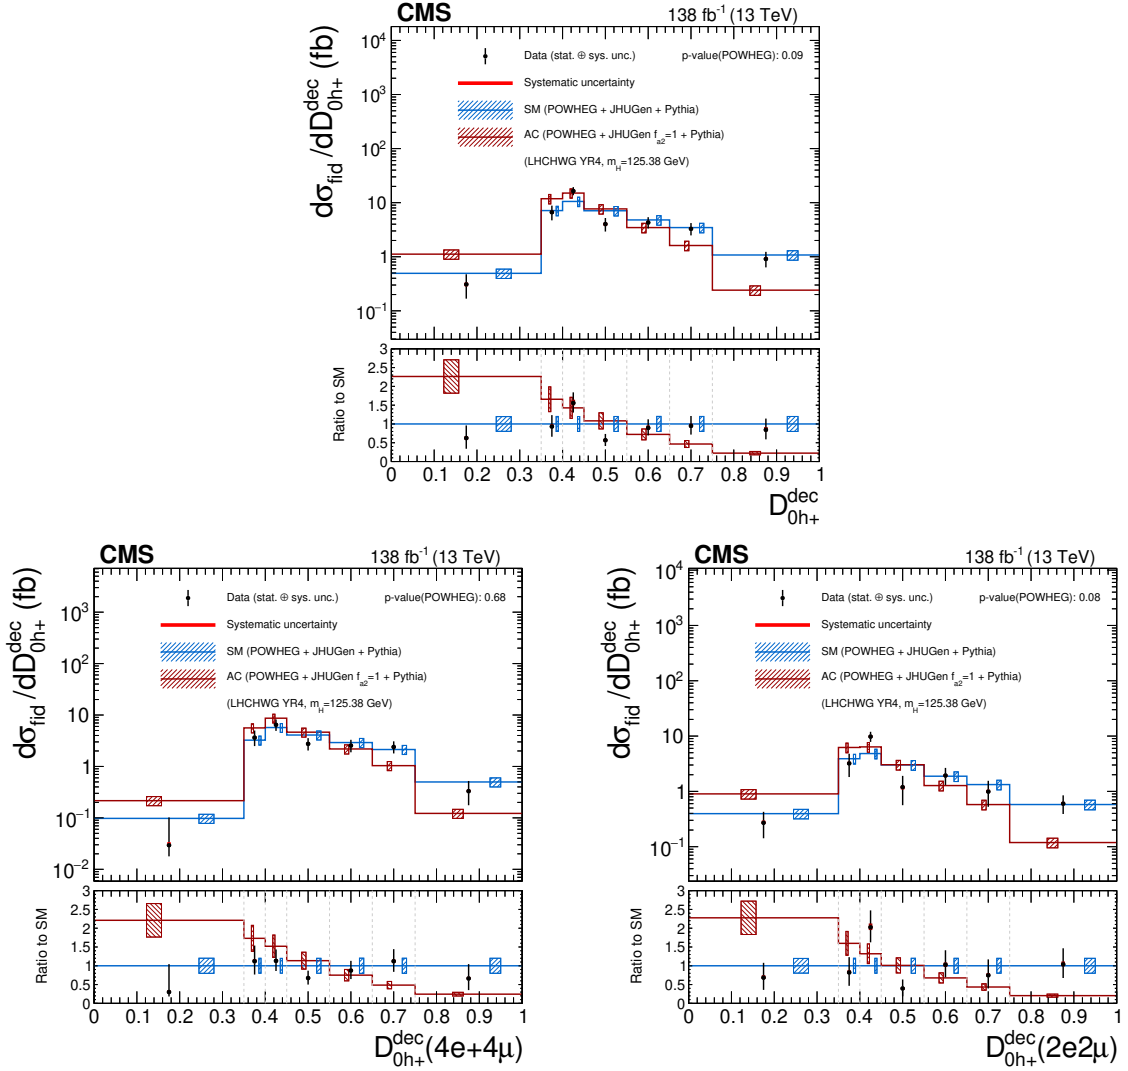 CMS 138 fb⁻¹ (13 TeV)
dσ_fid/dD^dec_0h+ (fb)
10⁴
Data (stat. ⊕ sys. unc.) p-value(POWHEG): 0.09
10³
Systematic uncertainty
SM (POWHEG + JHUGen + Pythia)
10²
AC (POWHEG + JHUGen f_a2=1 + Pythia)
(LHCHWG YR4, m_H=125.38 GeV)
10
1
10⁻¹
Ratio to SM
3
2.5
2
1.5
1
0.5
0
0 0.1 0.2 0.3 0.4 0.5 0.6 0.7 0.8 0.9 1
D^dec_0h+
CMS 138 fb⁻¹ (13 TeV)
dσ_fid/dD^dec_0h+ (fb)
Data (stat. ⊕ sys. unc.) p-value(POWHEG): 0.68
10³
Systematic uncertainty
SM (POWHEG + JHUGen + Pythia)
10²
AC (POWHEG + JHUGen f_a2=1 + Pythia)
(LHCHWG YR4, m_H=125.38 GeV)
10
1
10⁻¹
10⁻²
Ratio to SM
3
2.5
2
1.5
1
0.5
0
0 0.1 0.2 0.3 0.4 0.5 0.6 0.7 0.8 0.9 1
D^dec_0h+(4e+4μ)
CMS 138 fb⁻¹ (13 TeV)
dσ_fid/dD^dec_0h+ (fb)
10⁴
Data (stat. ⊕ sys. unc.) p-value(POWHEG): 0.08
10³
Systematic uncertainty
SM (POWHEG + JHUGen + Pythia)
10²
AC (POWHEG + JHUGen f_a2=1 + Pythia)
(LHCHWG YR4, m_H=125.38 GeV)
10
1
10⁻¹
Ratio to SM
3
2.5
2
1.5
1
0.5
0
0 0.1 0.2 0.3 0.4 0.5 0.6 0.7 0.8 0.9 1
D^dec_0h+(2e2μ)